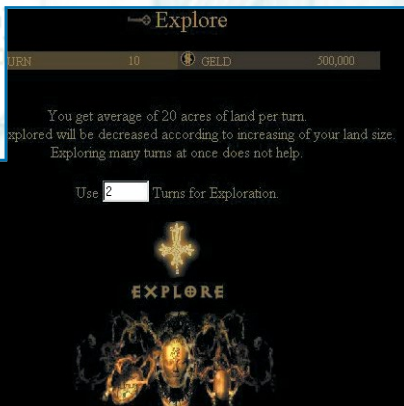 Explore
URN 10 GELD 500,000
You get average of 20 acres of land per turn.
xplored will be decreased according to increasing of your land size.
Exploring many turns at once does not help.
Use 2 Turns for Exploration.
EXPLORE